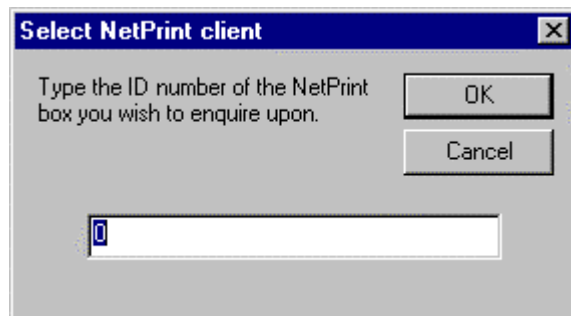 Select NetPrint client
Type the ID number of the NetPrint
box you wish to enquire upon.
OK
Cancel
0